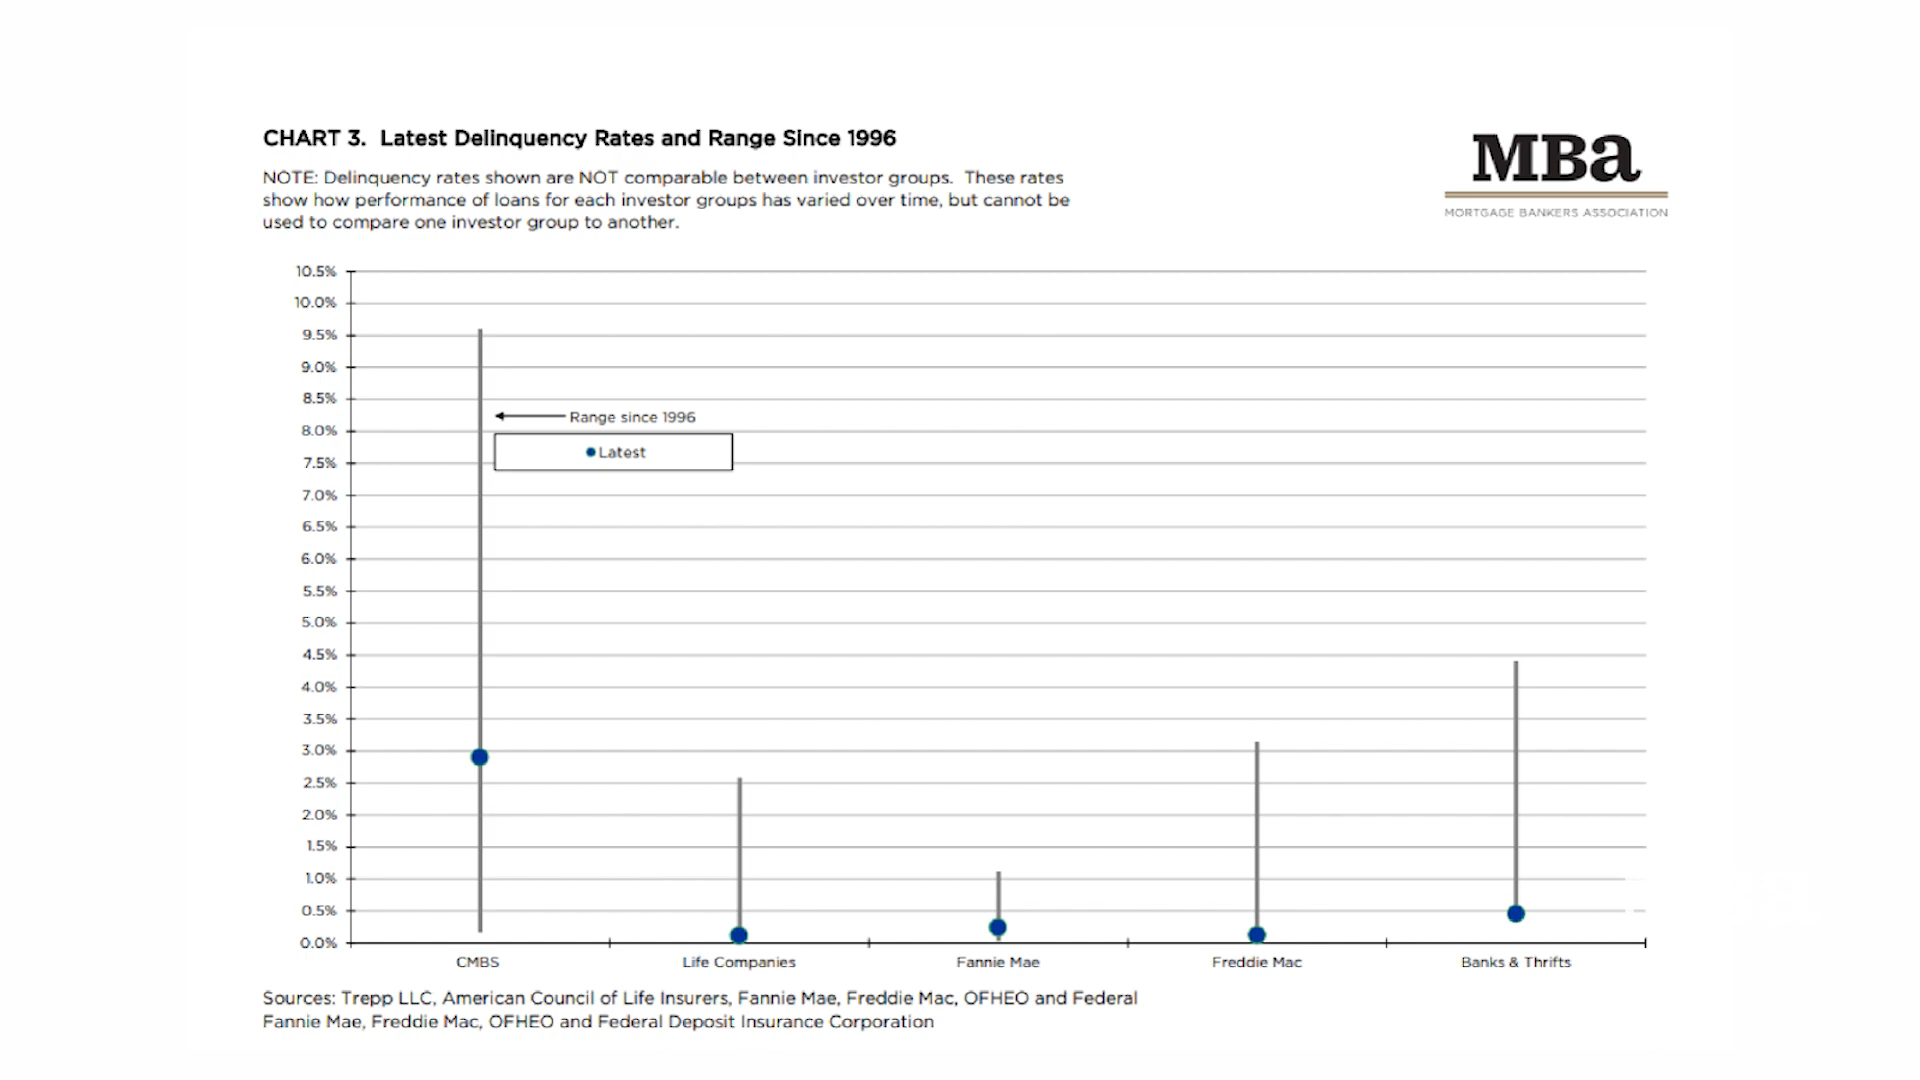 CHART 3. Latest Delinquency Rates and Range Since 1996
MBa
MORTGAGE BANKERS ASSOCIATION
NOTE: Delinquency rates shown are NOT comparable between investor groups. These rates
show how performance of loans for each investor groups has varied over time, but cannot be
used to compare one investor group to another.
10.5%
10.0%
9.5%
9.0%
8.5%
Range since 1996
8.0%
Latest
7.5%
7.0%
6.5%
6.0%
5.5%
5.0%
4.5%
4.0%
3.5%
3.0%
2.5%
2.0%
1.5%
1.0%
0.5%
0.0%
CMBS Life Companies Fannie Mae Freddie Mac Banks & Thrifts
Sources: Trepp LLC, American Council of Life Insurers, Fannie Mae, Freddie Mac, OFHEO and Federal
Fannie Mae, Freddie Mac, OFHEO and Federal Deposit Insurance Corporation